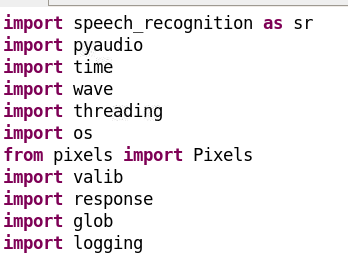 import speech_recognition as sr
import pyaudio
import time
import wave
import threading
import os
from pixels import Pixels
import valib
import response
import glob
import logging